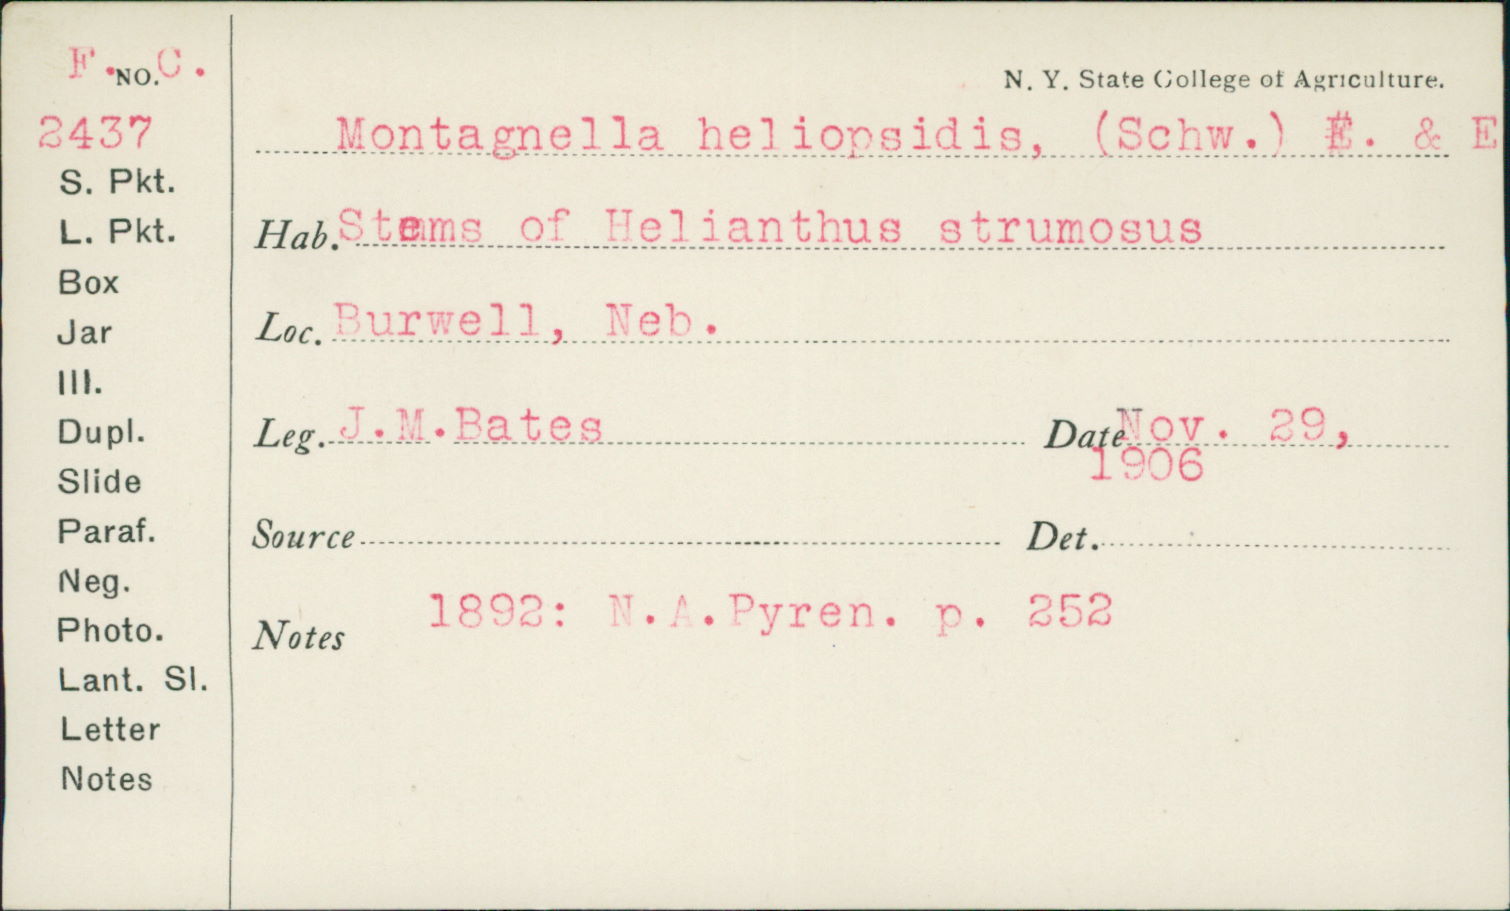 F. NO. C.
N. Y. State College of Agriculture.
2437
Montagnella heliopsidis, (Schw.) E. & E
S. Pkt.
L. Pkt.
Hab. Stems of Helianthus strumosus
Box
Jar
Loc. Burwell, Neb.
Ill.
Dupl.
Leg. J.M.Bates Date Nov. 29,
1906
Slide
Paraf.
Source Det.
Neg.
Photo.
Notes 1892: N.A.Pyren. p. 252
Lant. Sl.
Letter
Notes